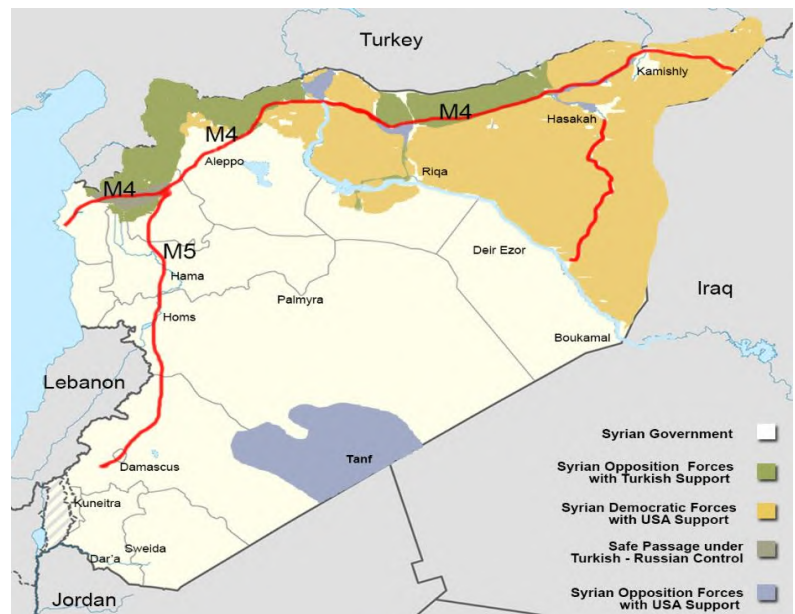 Turkey
Kamishly
M4
Hasakah
M4
Aleppo
Riqa
M4
M5
Deir Ezor
Hama
Palmyra
Iraq
Homs
Boukamal
Lebanon
Syrian Government
Tanf
Damascus
Syrian Opposition Forces
with Turkish Support
Kuneitra
Syrian Democratic Forces
with USA Support
Sweida
Dar'a
Safe Passage under
Turkish - Russian Control
Jordan
Syrian Opposition Forces
with USA Support